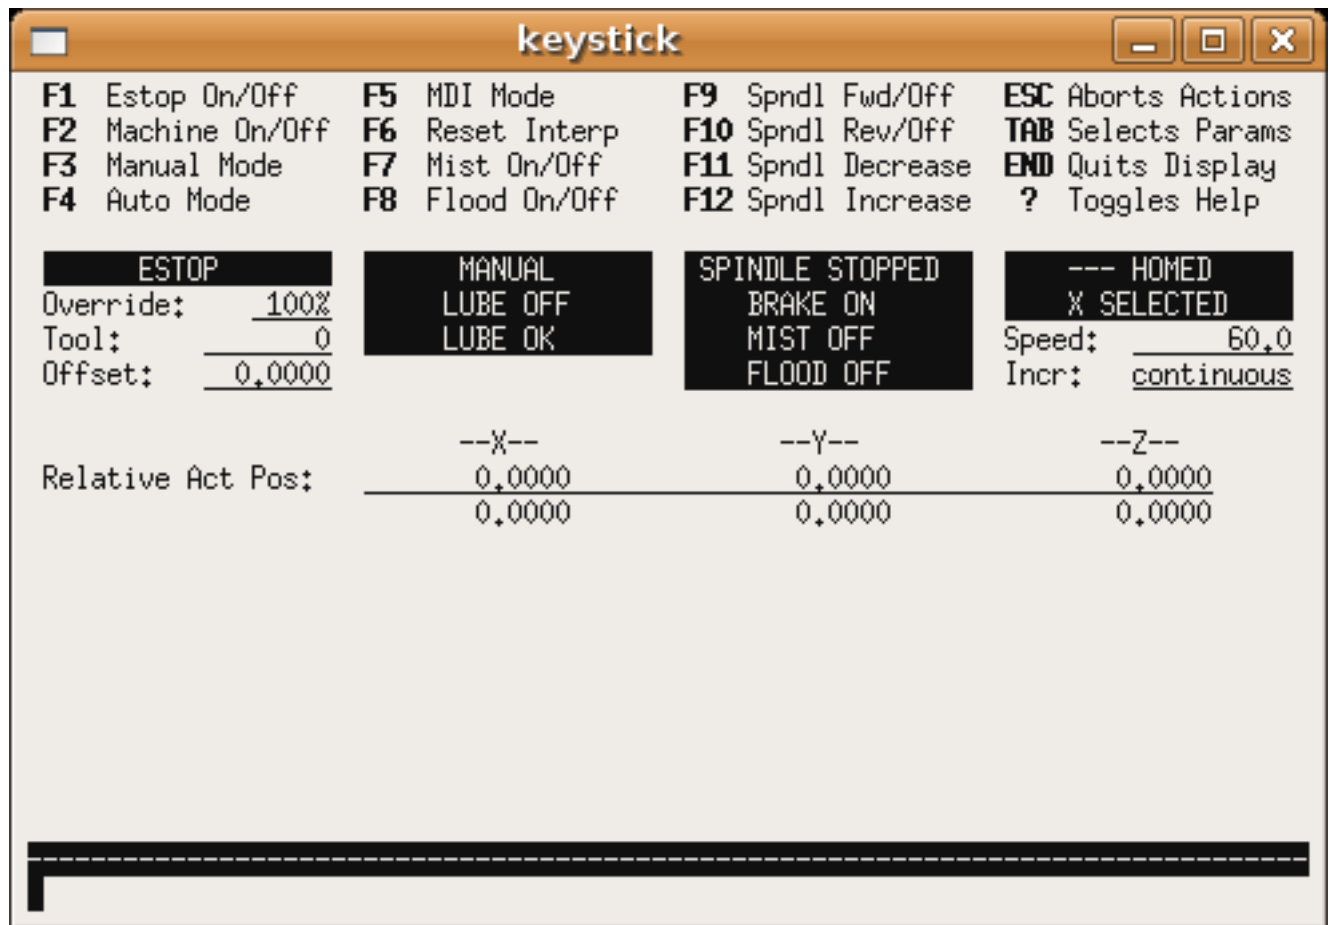 keystick
F1 Estop On/Off F5 MDI Mode F9 Spndl Fwd/Off ESC Aborts Actions
F2 Machine On/Off F6 Reset Interp F10 Spndl Rev/Off TAB Selects Params
F3 Manual Mode F7 Mist On/Off F11 Spndl Decrease END Quits Display
F4 Auto Mode F8 Flood On/Off F12 Spndl Increase ? Toggles Help
ESTOP MANUAL SPINDLE STOPPED --- HOMED
Override: 100% LUBE OFF BRAKE ON X SELECTED
Tool: 0 LUBE OK MIST OFF Speed: 60.0
Offset: 0.0000 FLOOD OFF Incr: continuous
--X-- --Y-- --Z--
Relative Act Pos: 0.0000 0.0000 0.0000
0.0000 0.0000 0.0000
--------------------------------------------------------------------------------